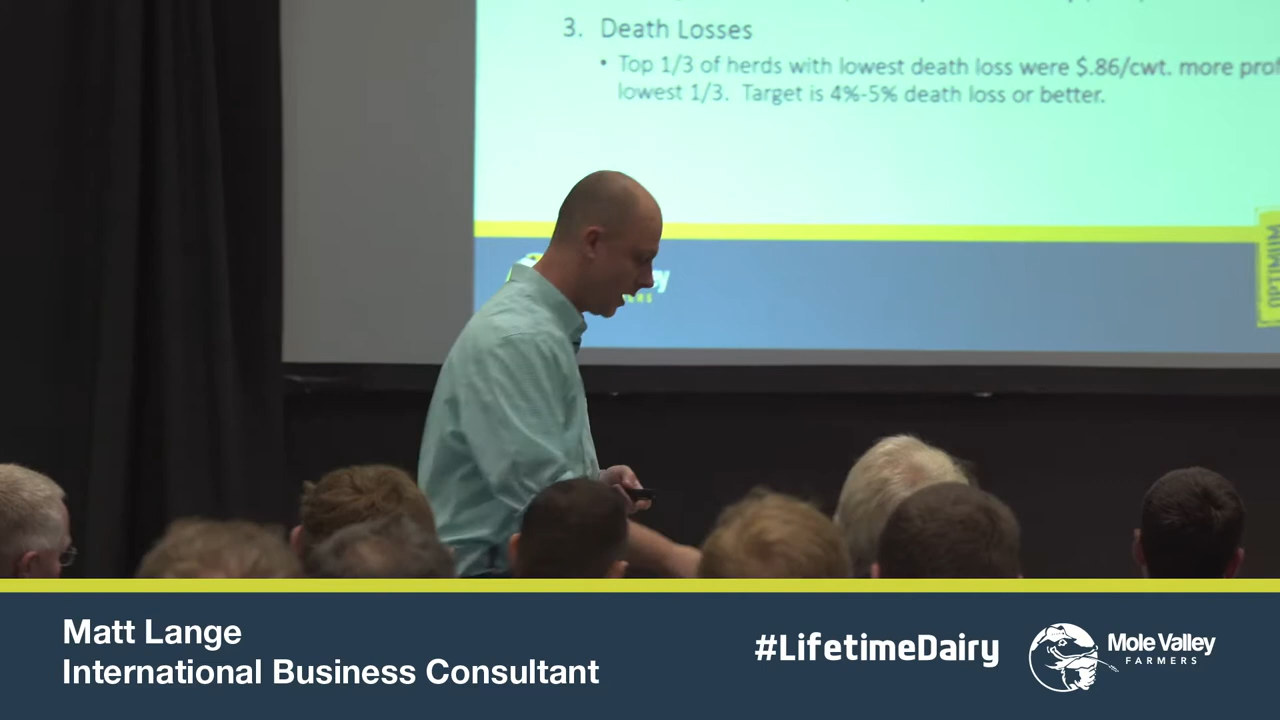 3. Death Losses
• Top 1/3 of herds with lowest death loss were $.86/cwt. more prof
lowest 1/3. Target is 4%-5% death loss or better.
OPTIMUM
Matt Lange
International Business Consultant
#LifetimeDairy
Mole Valley
FARMERS